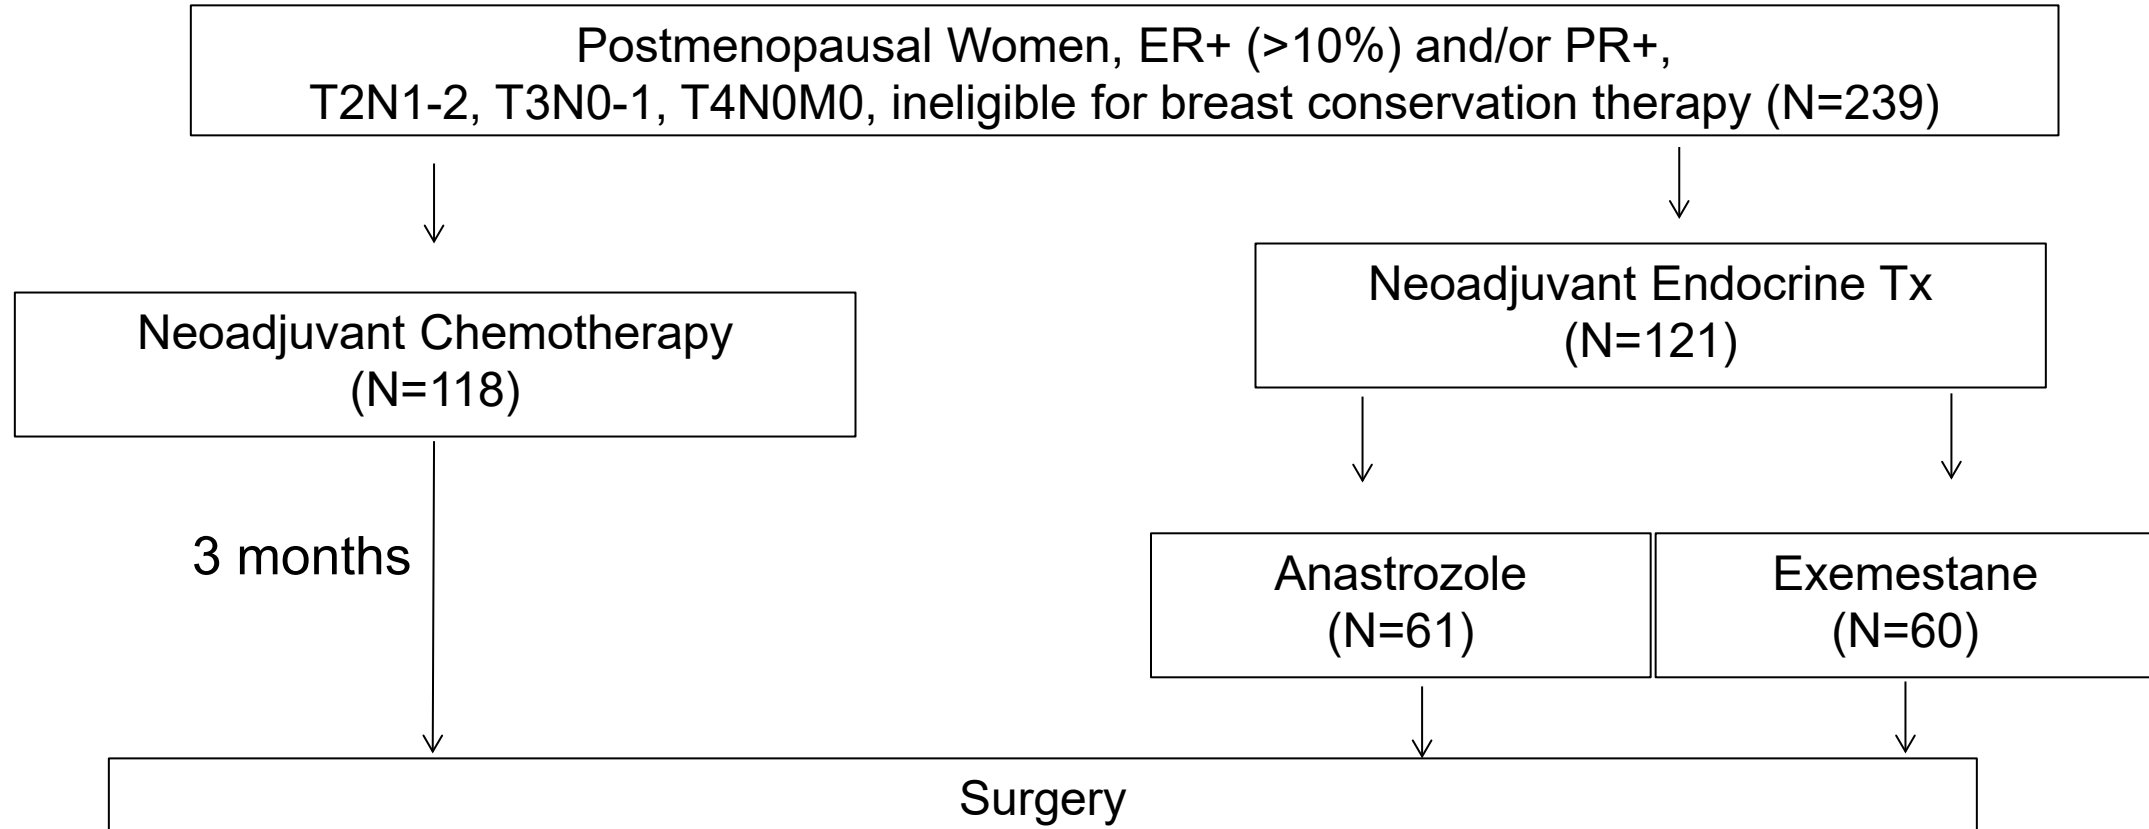 Postmenopausal Women, ER+ (>10%) and/or PR+,
T2N1-2, T3N0-1, T4N0M0, ineligible for breast conservation therapy (N=239)
Neoadjuvant Chemotherapy
(N=118)
Neoadjuvant Endocrine Tx
(N=121)
3 months
Anastrozole
(N=61)
Exemestane
(N=60)
Surgery